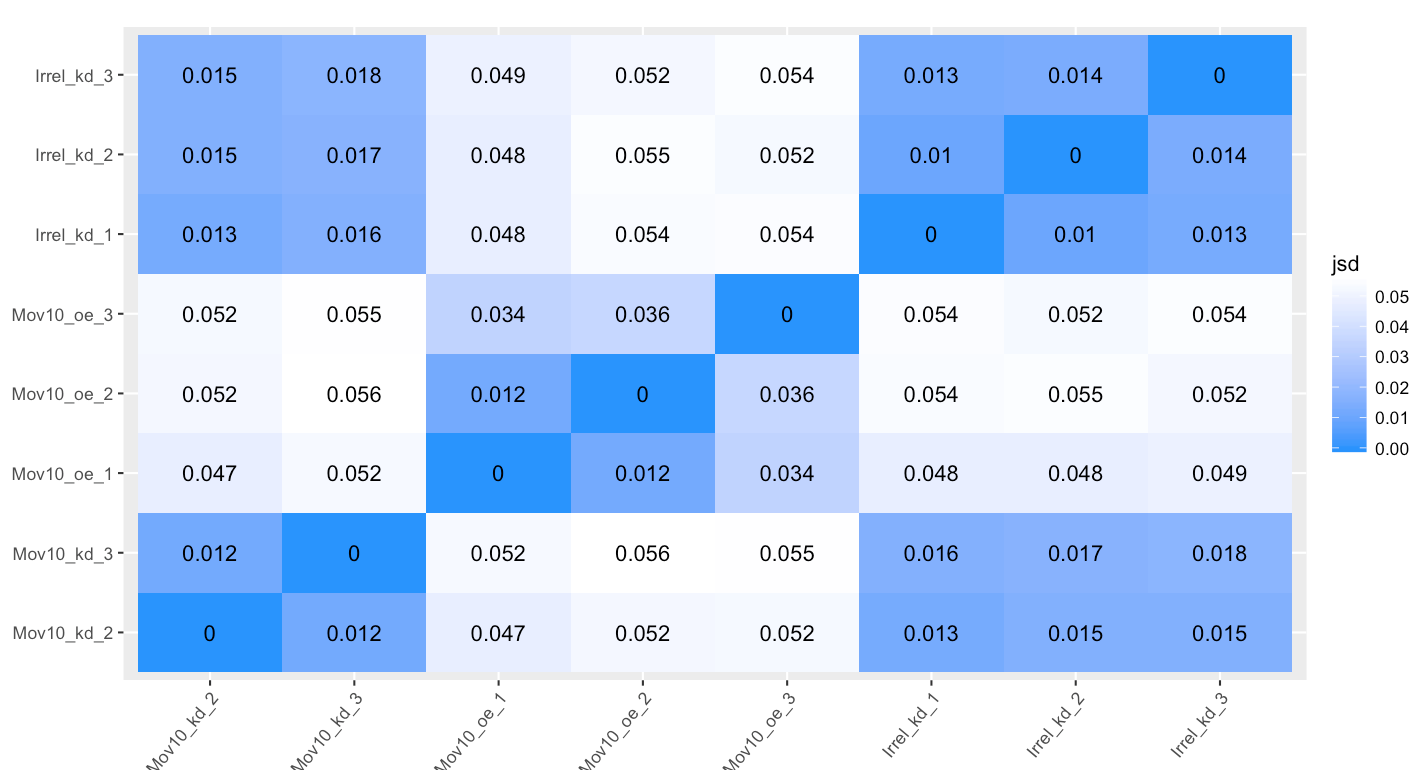 Irrel_kd_3 0.015 0.018 0.049 0.052 0.054 0.013 0.014 0
Irrel_kd_2 0.015 0.017 0.048 0.055 0.052 0.01 0 0.014
Irrel_kd_1 0.013 0.016 0.048 0.054 0.054 0 0.01 0.013
Mov10_oe_3 0.052 0.055 0.034 0.036 0 0.054 0.052 0.054
Mov10_oe_2 0.052 0.056 0.012 0 0.036 0.054 0.055 0.052
Mov10_oe_1 0.047 0.052 0 0.012 0.034 0.048 0.048 0.049
Mov10_kd_3 0.012 0 0.052 0.056 0.055 0.016 0.017 0.018
Mov10_kd_2 0 0.012 0.047 0.052 0.052 0.013 0.015 0.015
Mov10_kd_2 Mov10_kd_3 Mov10_oe_1 Mov10_oe_2 Mov10_oe_3 Irrel_kd_1 Irrel_kd_2 Irrel_kd_3
jsd
0.05
0.04
0.03
0.02
0.01
0.00